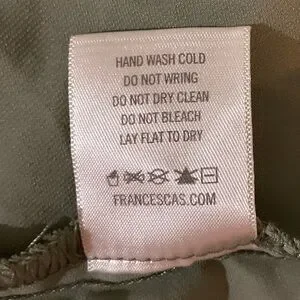 HAND WASH COLD
DO NOT WRING
DO NOT DRY CLEAN
DO NOT BLEACH
LAY FLAT TO DRY
FRANCESCAS.COM